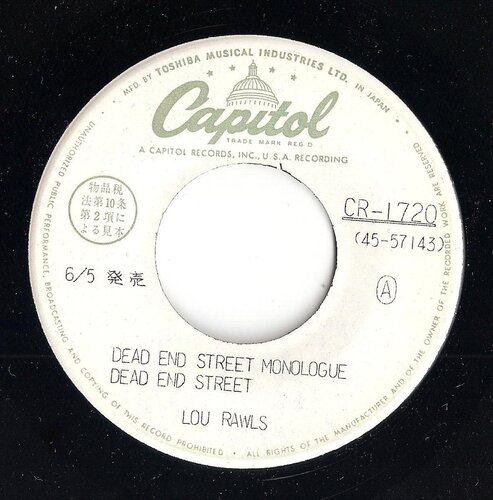 MFD. BY TOSHIBA MUSICAL INDUSTRIES LTD. IN JAPAN
Capitol
TRADE MARK REG'D
A CAPITOL RECORDS, INC., U.S.A. RECORDING
物品税
法第10条
第2項に
よる見本
CR-1720
(45-57143)
6/5 発売
A
DEAD END STREET MONOLOGUE
DEAD END STREET
LOU RAWLS
UNAUTHORIZED PUBLIC PERFORMANCE, BROADCASTING AND COPYING OF THIS RECORD PROHIBITED • ALL RIGHTS OF THE MANUFACTURER AND OF THE OWNER OF THE RECORDED WORK ARE RESERVED